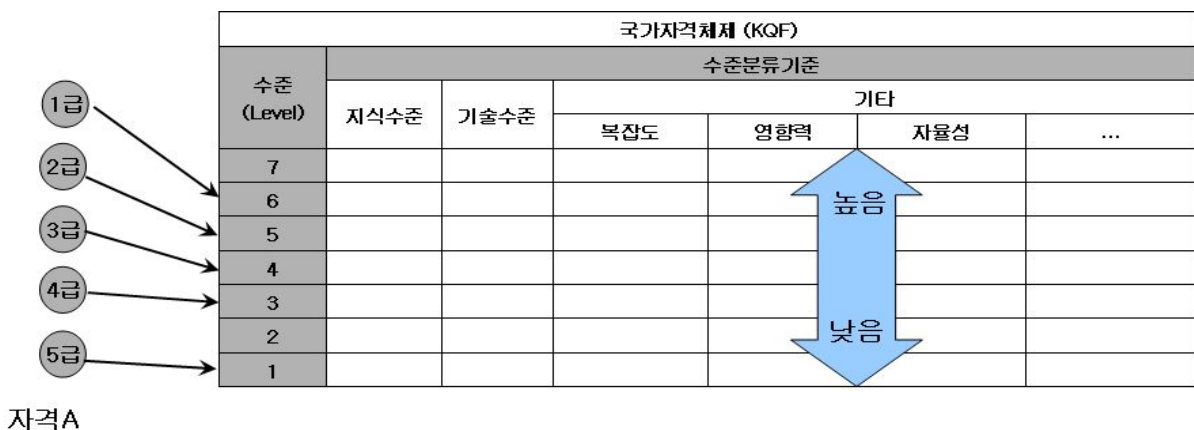 국가자격체제 (KQF)
수준
(Level)
수준분류기준
지식수준
기술수준
기타
복잡도
영향력
자율성
...
1급
2급
3급
4급
5급
7
6
5
4
3
2
1
높음
낮음
자격A